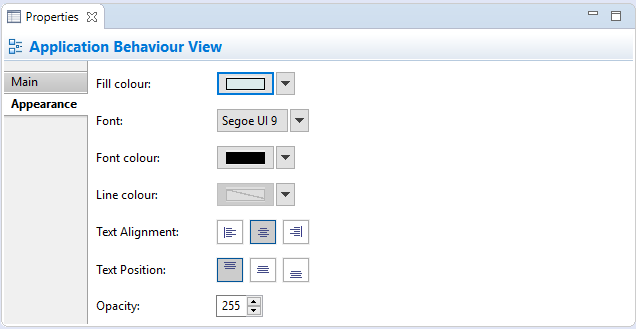 Properties
Application Behaviour View
Main
Appearance
Fill colour:
Font:
Segoe UI 9
Font colour:
Line colour:
Text Alignment:
Text Position:
Opacity:
255